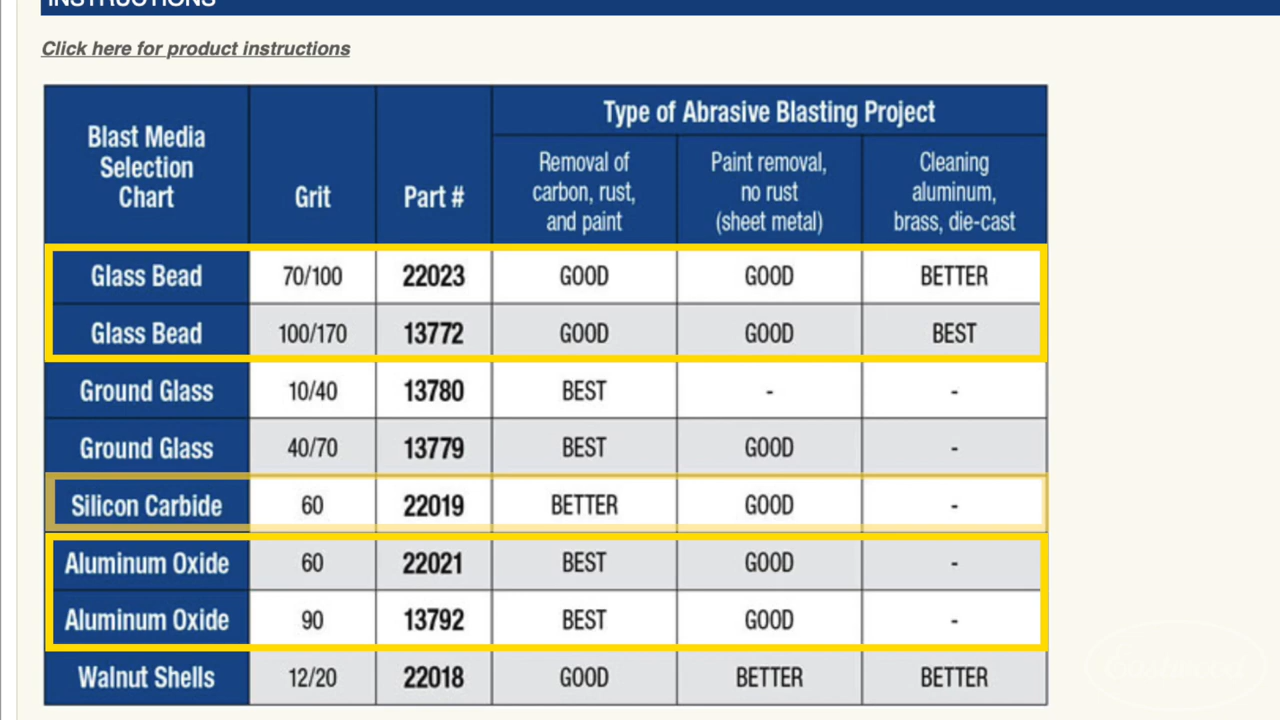 INSTRUCTIONS
Click here for product instructions
Blast Media Selection Chart
Grit
Part #
Type of Abrasive Blasting Project
Removal of carbon, rust, and paint
Paint removal, no rust (sheet metal)
Cleaning aluminum, brass, die-cast
Glass Bead 70/100 22023 GOOD GOOD BETTER
Glass Bead 100/170 13772 GOOD GOOD BEST
Ground Glass 10/40 13780 BEST - -
Ground Glass 40/70 13779 BEST GOOD -
Silicon Carbide 60 22019 BETTER GOOD -
Aluminum Oxide 60 22021 BEST GOOD -
Aluminum Oxide 90 13792 BEST GOOD -
Walnut Shells 12/20 22018 GOOD BETTER BETTER